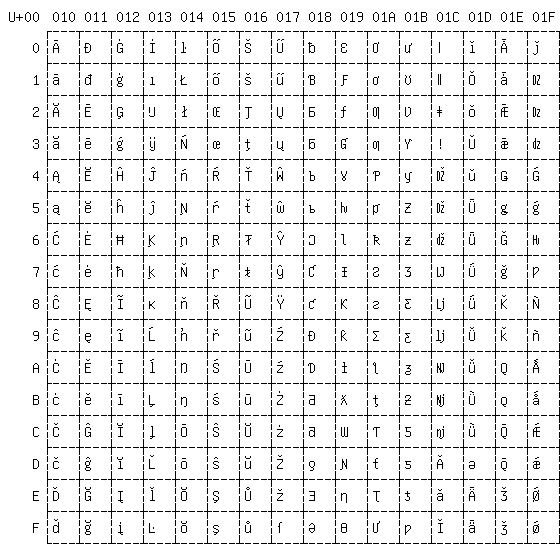 U+00 010 011 012 013 014 015 016 017 018 019 01A 01B 01C 01D 01E 01F
0 Ā Đ Ġ İ ŀ Ő Š Ű ƀ Ɛ Ơ ư ǀ ǐ Ǡ ǰ
1 ā đ ġ ı Ł ő š ű Ɓ Ƒ ơ Ʊ ǁ Ǒ ǡ DZ
2 Ă Ē Ģ IJ ł Œ Ţ Ų Ƃ ƒ Ƣ Ʋ ǂ ǒ Ǣ Dz
3 ă ē ģ ij Ń œ ţ ų ƃ Ɠ ƣ Ƴ ǃ Ǔ ǣ dz
4 Ą Ĕ Ĥ Ĵ ń Ŕ Ť Ŵ Ƅ Ɣ Ƥ ƴ DŽ ǔ Ǥ Ǵ
5 ą ĕ ĥ ĵ Ņ ŕ ť ŵ ƅ ƕ ƥ Ƶ Dž Ǖ ǥ ǵ
6 Ć Ė Ħ Ķ ņ Ŗ Ŧ Ŷ Ɔ Ɩ Ʀ ƶ dž ǖ Ǧ Ƕ
7 ć ė ħ ķ Ň ŗ ŧ ŷ Ƈ Ɨ Ƨ Ʒ LJ Ǘ ǧ Ƿ
8 Ĉ Ę Ĩ ĸ ň Ř Ũ Ÿ ƈ Ƙ ƨ Ƹ Lj ǘ Ǩ Ǹ
9 ĉ ę ĩ Ĺ ʼn ř ũ Ź Ɖ ƙ Ʃ ƹ lj Ǚ ǩ ǹ
A Ċ Ě Ī ĺ Ŋ Ś Ū ź Ɗ ƚ ƪ ƺ NJ ǚ Ǫ Ǻ
B ċ ě ī Ļ ŋ ś ū Ż Ƌ ƛ ƫ ƻ Nj Ǜ ǫ ǻ
C Č Ĝ Ĭ ļ Ō Ŝ Ŭ ż ƌ Ɯ Ƭ Ƽ nj ǜ Ǭ Ǽ
D č ĝ ĭ Ľ ō ŝ ŭ Ž ƍ Ɲ ƭ ƽ Ǎ ǝ ǭ ǽ
E Ď Ğ Į ľ Ŏ Ş Ů ž Ǝ ƞ Ʈ ƾ ǎ Ǟ Ǯ Ǿ
F ď ğ į Ŀ ŏ ş ů ſ Ə Ɵ Ư ƿ Ǐ ǟ ǯ ǿ